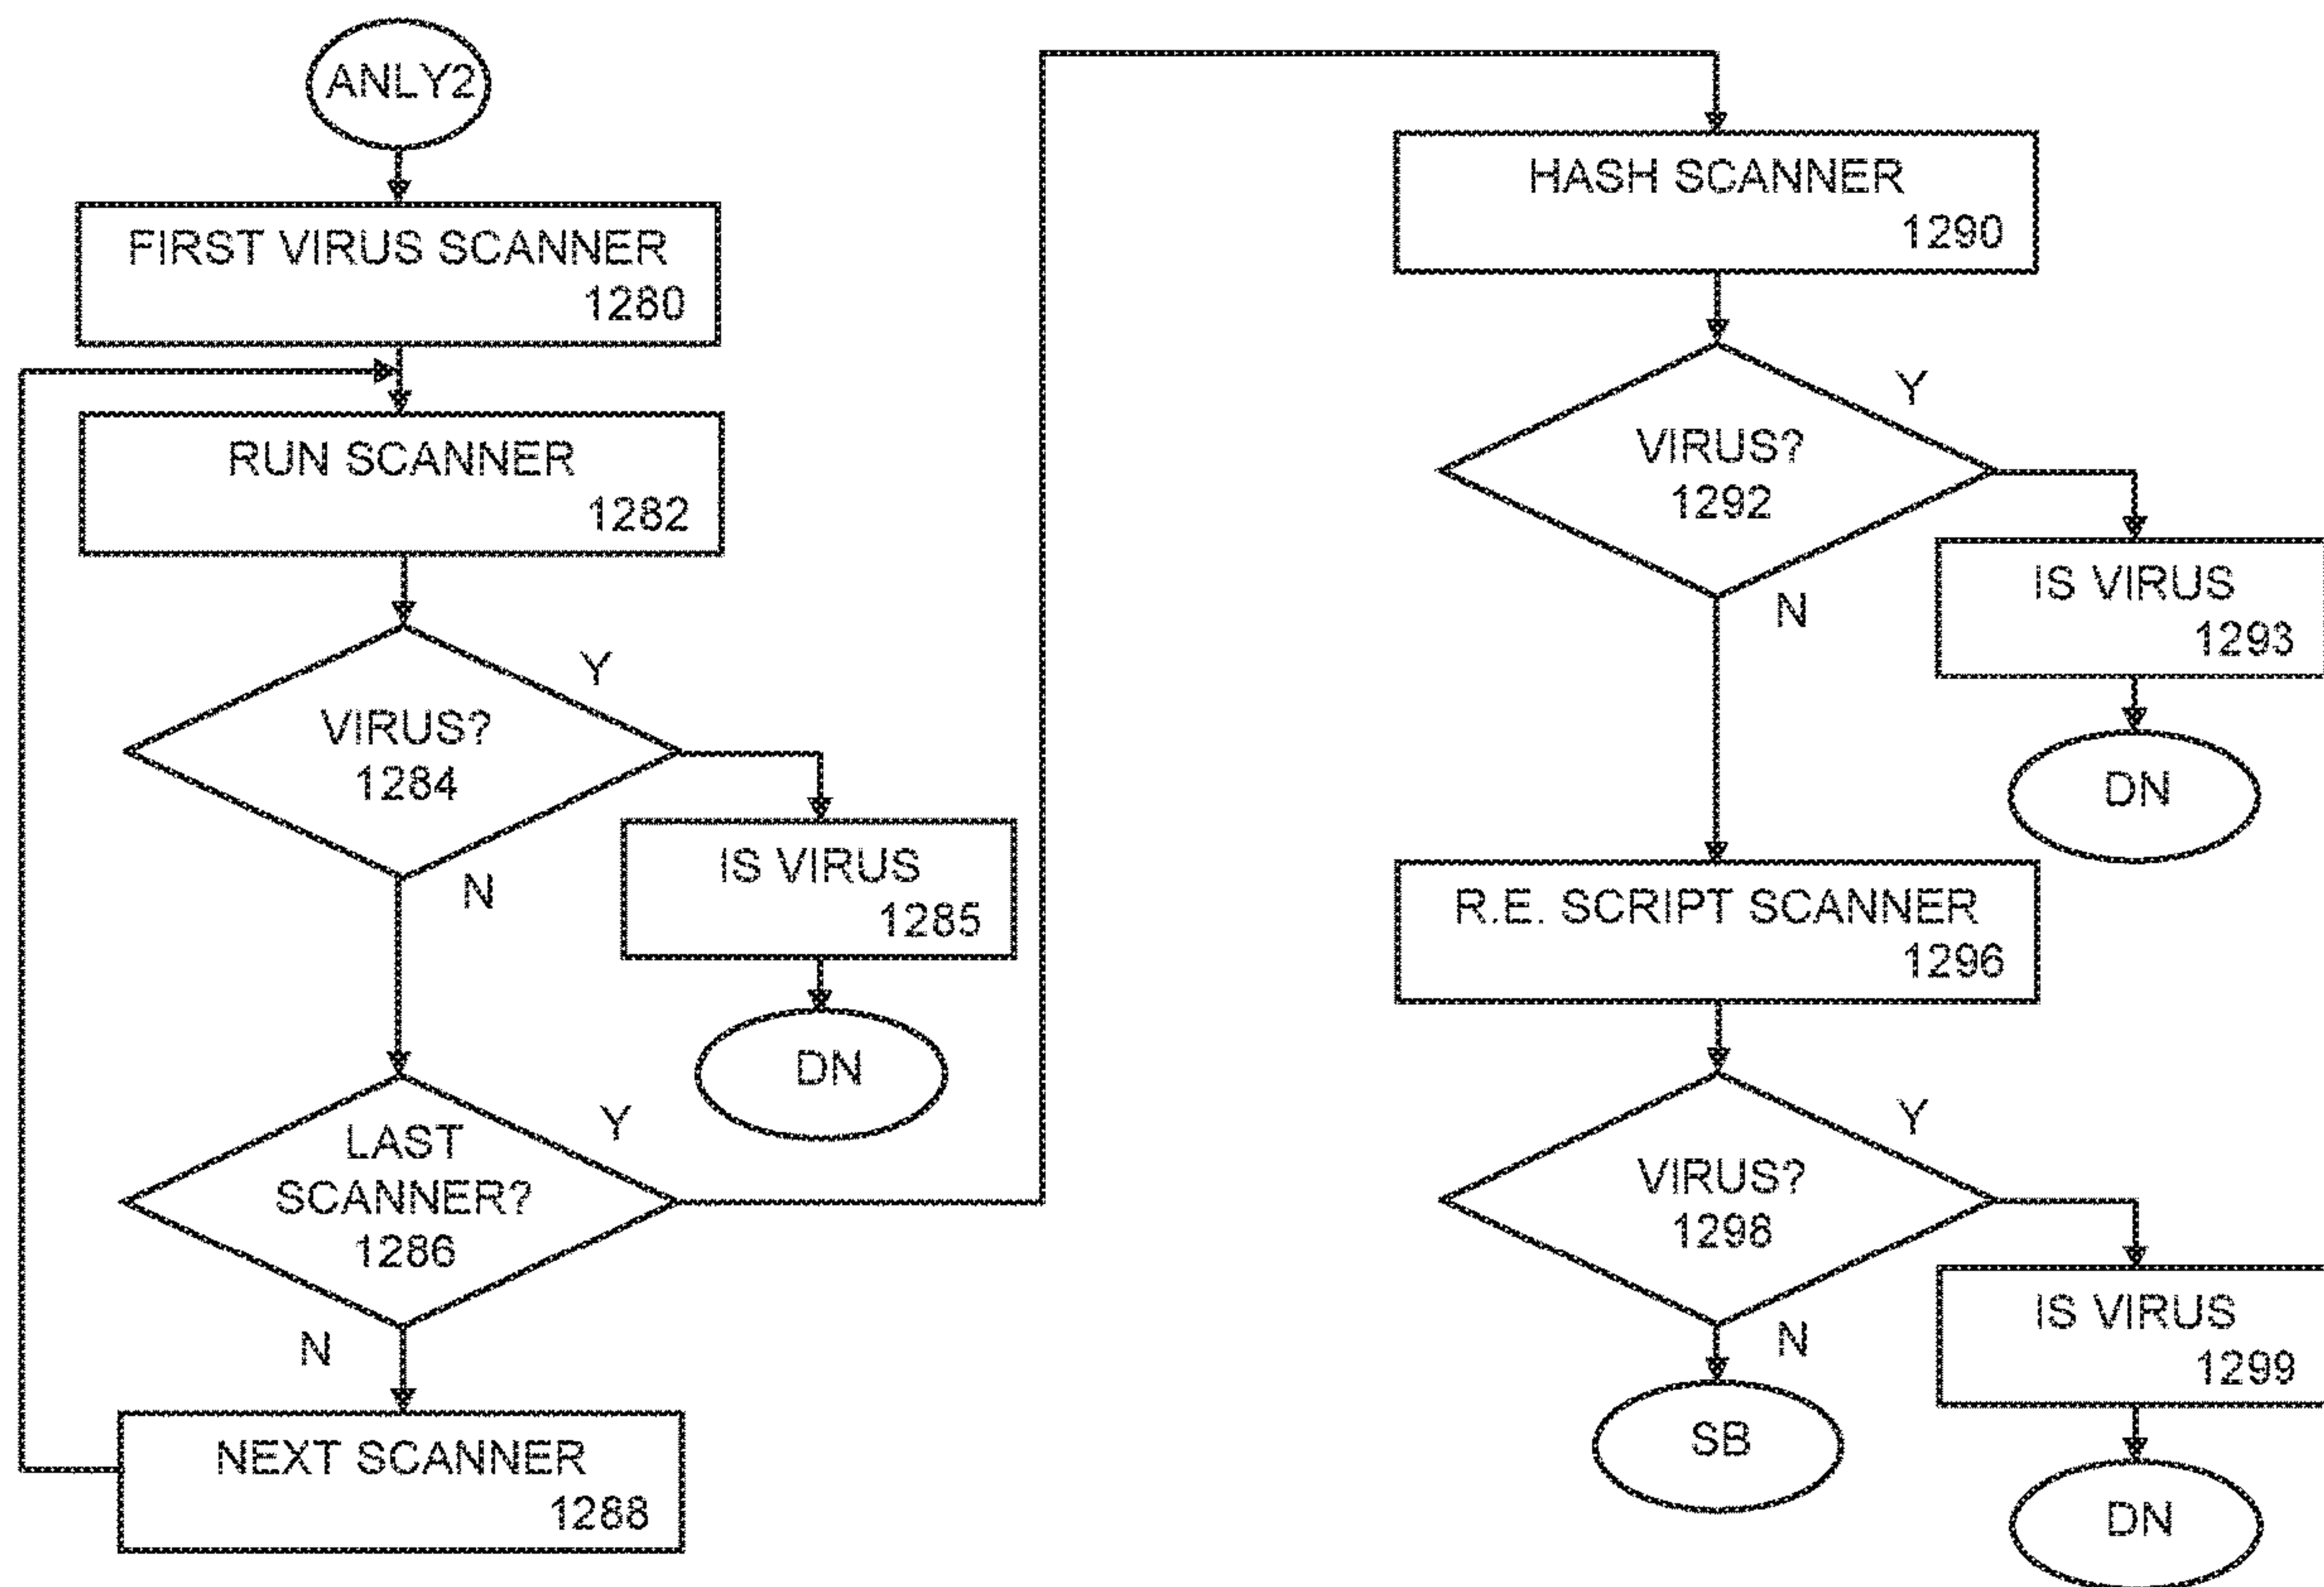 ANLY2
FIRST VIRUS SCANNER
1280
RUN SCANNER
1282
VIRUS?
1284
Y
N
IS VIRUS
1285
DN
LAST
SCANNER?
1286
Y
N
NEXT SCANNER
1288
HASH SCANNER
1290
VIRUS?
1292
Y
N
IS VIRUS
1293
DN
R.E. SCRIPT SCANNER
1296
VIRUS?
1298
Y
N
IS VIRUS
1299
DN
SB